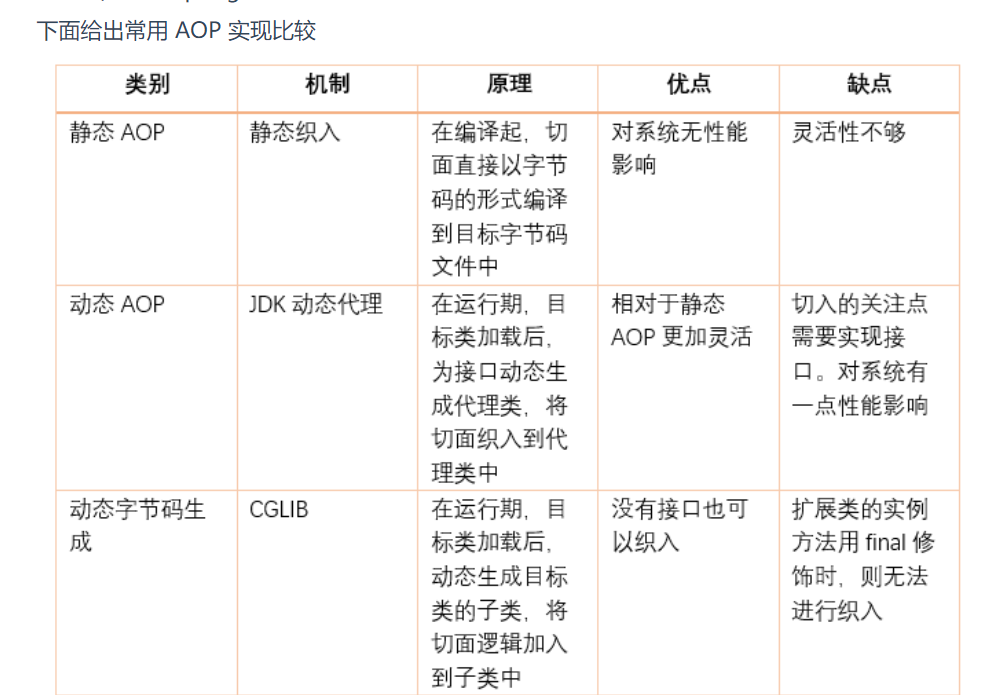 下面给出常用 AOP 实现比较
类别 机制 原理 优点 缺点
静态 AOP
静态织入
在编译起，切
面直接以字节
码的形式编译
到目标字节码
文件中
对系统无性能
影响
灵活性不够
动态 AOP
JDK 动态代理
在运行期，目
标类加载后，
为接口动态生
成代理类，将
切面织入到代
理类中
相对于静态
AOP 更加灵活
切入的关注点
需要实现接
口。对系统有
一点性能影响
动态字节码生
成
CGLIB
在运行期，目
标类加载后，
动态生成目标
类的子类，将
切面逻辑加入
到子类中
没有接口也可
以织入
扩展类的实例
方法用 final 修
饰时，则无法
进行织入